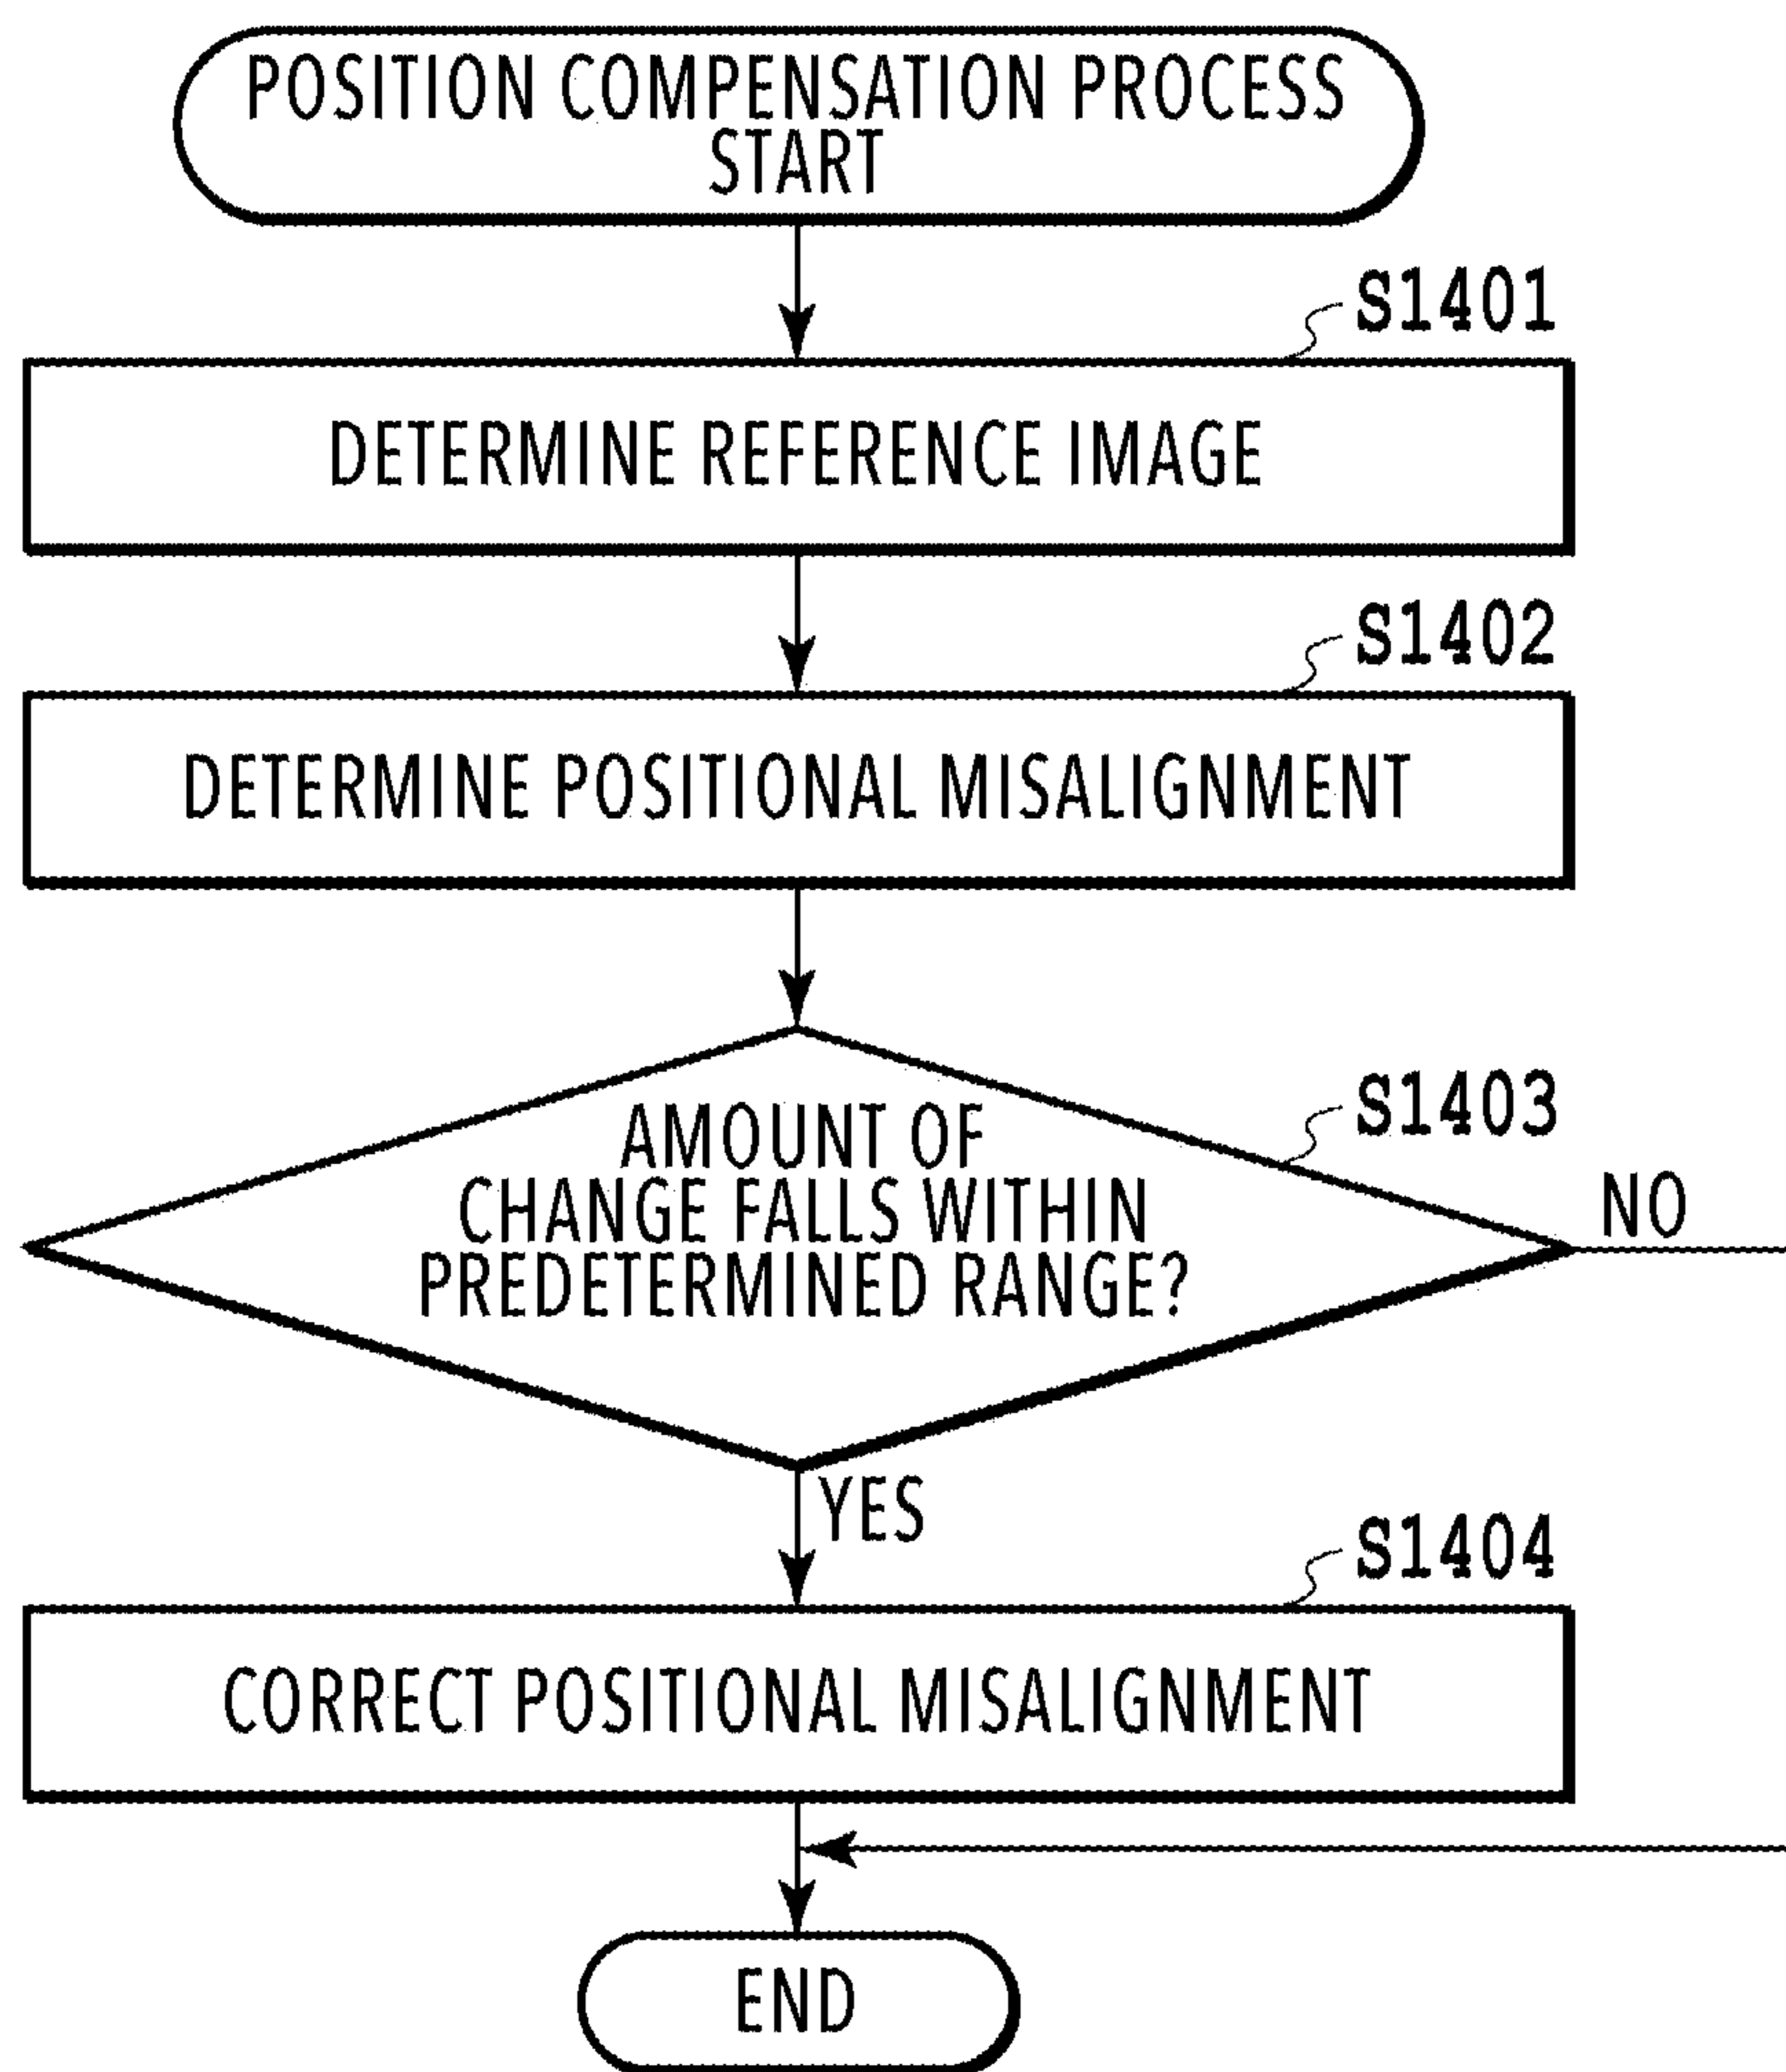 POSITION COMPENSATION PROCESS
START
S1401
DETERMINE REFERENCE IMAGE
S1402
DETERMINE POSITIONAL MISALIGNMENT
S1403
AMOUNT OF
CHANGE FALLS WITHIN
PREDETERMINED RANGE?
NO
YES
S1404
CORRECT POSITIONAL MISALIGNMENT
END